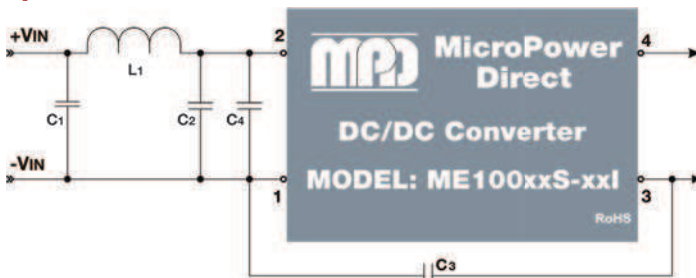 +VIN
L1
C1
C2
C4
-VIN
2
1
MPD
MicroPower
Direct
DC/DC Converter
MODEL: ME100xxS-xxI
RoHS
4
3
C3